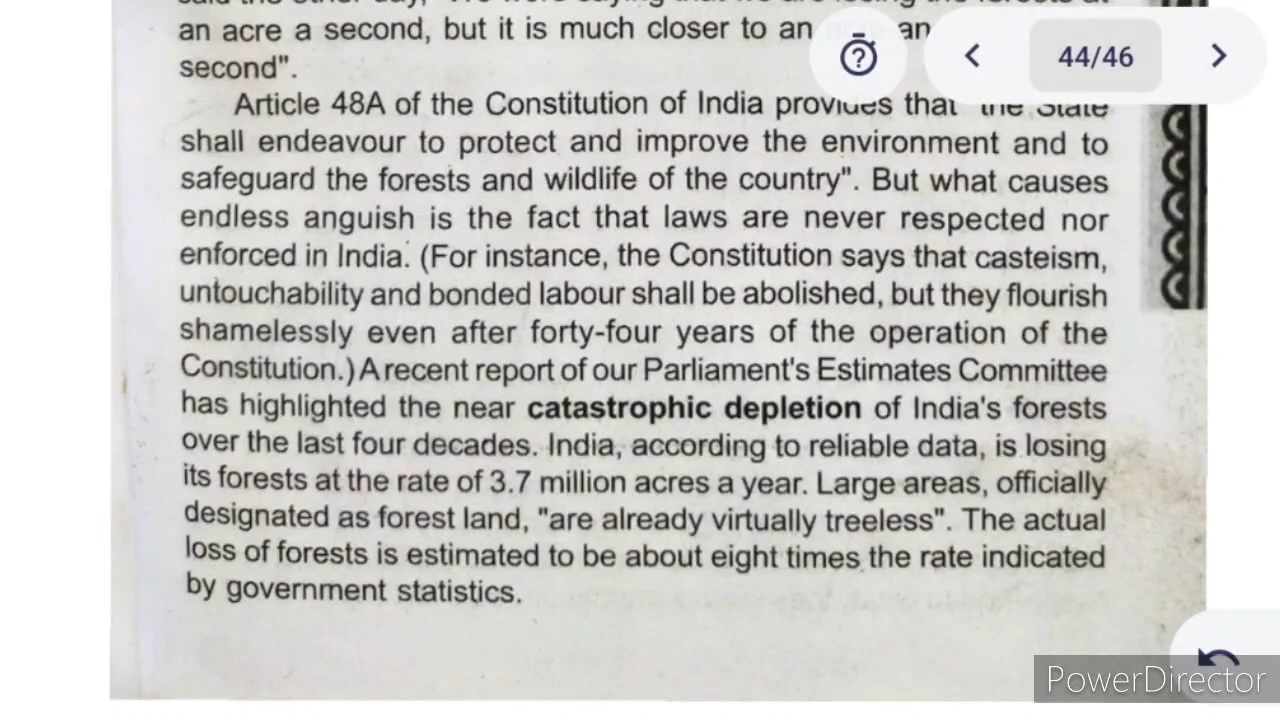 an acre a second, but it is much closer to an an
second".
44/46
Article 48A of the Constitution of India provides that the State
shall endeavour to protect and improve the environment and to
safeguard the forests and wildlife of the country". But what causes
endless anguish is the fact that laws are never respected nor
enforced in India. (For instance, the Constitution says that casteism,
untouchability and bonded labour shall be abolished, but they flourish
shamelessly even after forty-four years of the operation of the
Constitution.) A recent report of our Parliament's Estimates Committee
has highlighted the near catastrophic depletion of India's forests
over the last four decades. India, according to reliable data, is losing
its forests at the rate of 3.7 million acres a year. Large areas, officially
designated as forest land, "are already virtually treeless". The actual
loss of forests is estimated to be about eight times the rate indicated
by government statistics.
PowerDirector